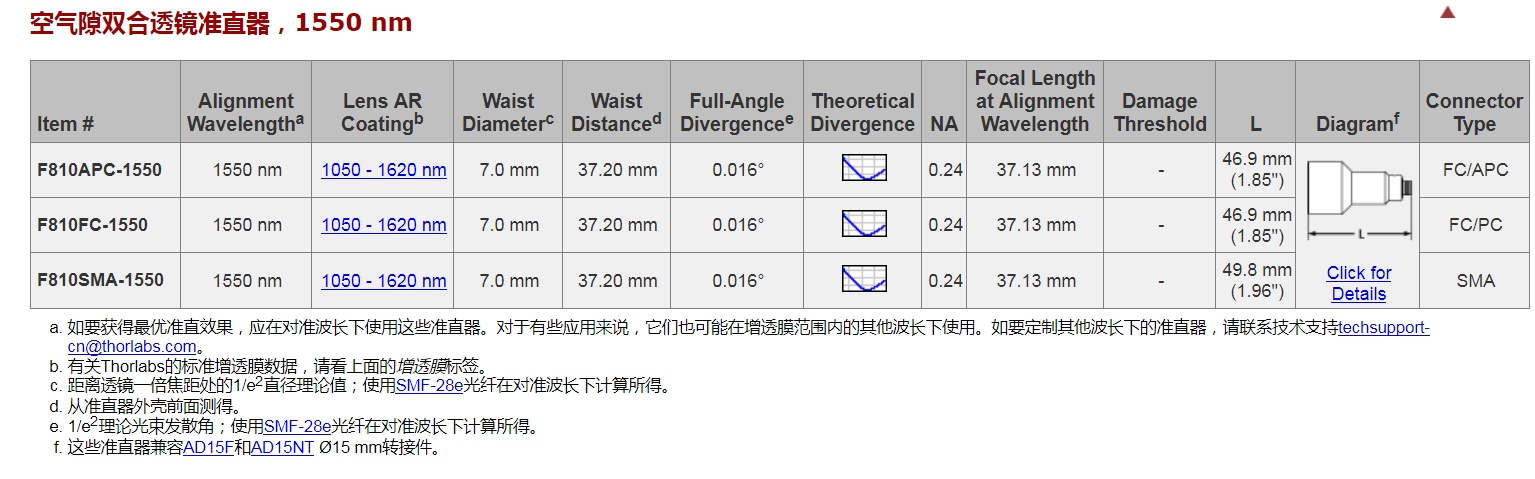 空气隙双合透镜准直器，1550 nm
Item #
Alignment Wavelengtha
Lens AR Coatingb
Waist Diameterc
Waist Distanced
Full-Angle Divergencee
Theoretical Divergence
NA
Focal Length at Alignment Wavelength
Damage Threshold
L
Diagramf
Connector Type
F810APC-1550 1550 nm 1050 - 1620 nm 7.0 mm 37.20 mm 0.016° 0.24 37.13 mm - 46.9 mm (1.85") FC/APC
F810FC-1550 1550 nm 1050 - 1620 nm 7.0 mm 37.20 mm 0.016° 0.24 37.13 mm - 46.9 mm (1.85") FC/PC
F810SMA-1550 1550 nm 1050 - 1620 nm 7.0 mm 37.20 mm 0.016° 0.24 37.13 mm - 49.8 mm (1.96") SMA
L
Click for Details
a. 如要获得最优准直效果，应在对准波长下使用这些准直器。对于有些应用来说，它们也可能在增透膜范围内的其他波长下使用。如要定制其他波长下的准直器，请联系技术支持techsupport-
cn@thorlabs.com。
b. 有关Thorlabs的标准增透膜数据，请看上面的增透膜标签。
c. 距离透镜一倍焦距处的1/e2直径理论值；使用SMF-28e光纤在对准波长下计算所得。
d. 从准直器外壳前面测得。
e. 1/e2理论光束发散角；使用SMF-28e光纤在对准波长下计算所得。
f. 这些准直器兼容AD15F和AD15NT Ø15 mm转接件。